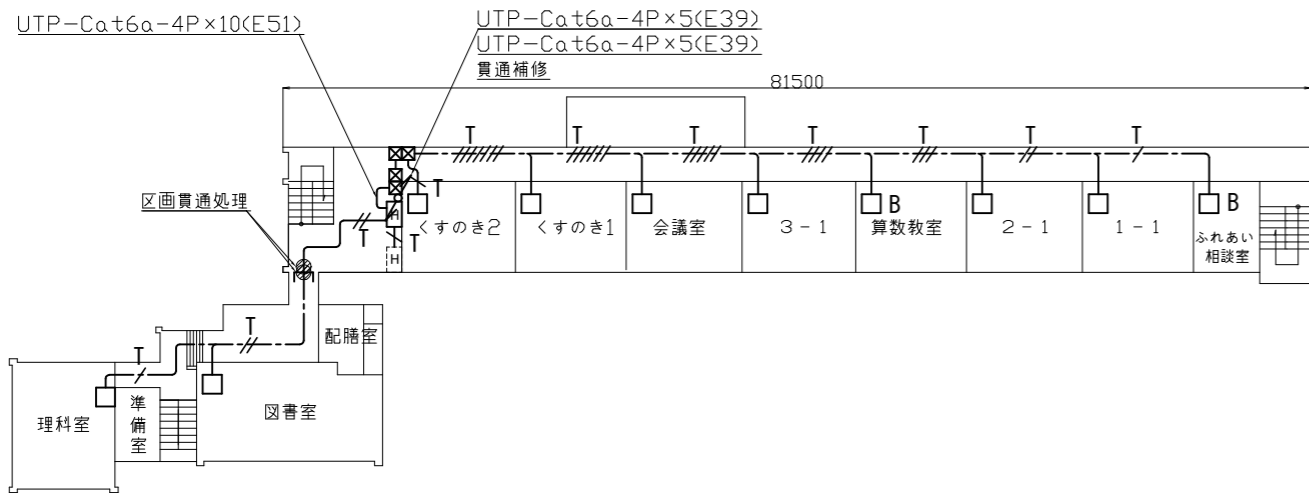 UTP-Cat6a-4P×10(E51)
UTP-Cat6a-4P×5(E39)
UTP-Cat6a-4P×5(E39)
貫通補修
81500
T T T T T T T
区画貫通処理
T
T
H
T
H
くすのき2
くすのき1
会議室
3-1
B
算数教室
2-1
1-1
B
ふれあい
相談室
T
配膳室
T
理科室
準備室
図書室